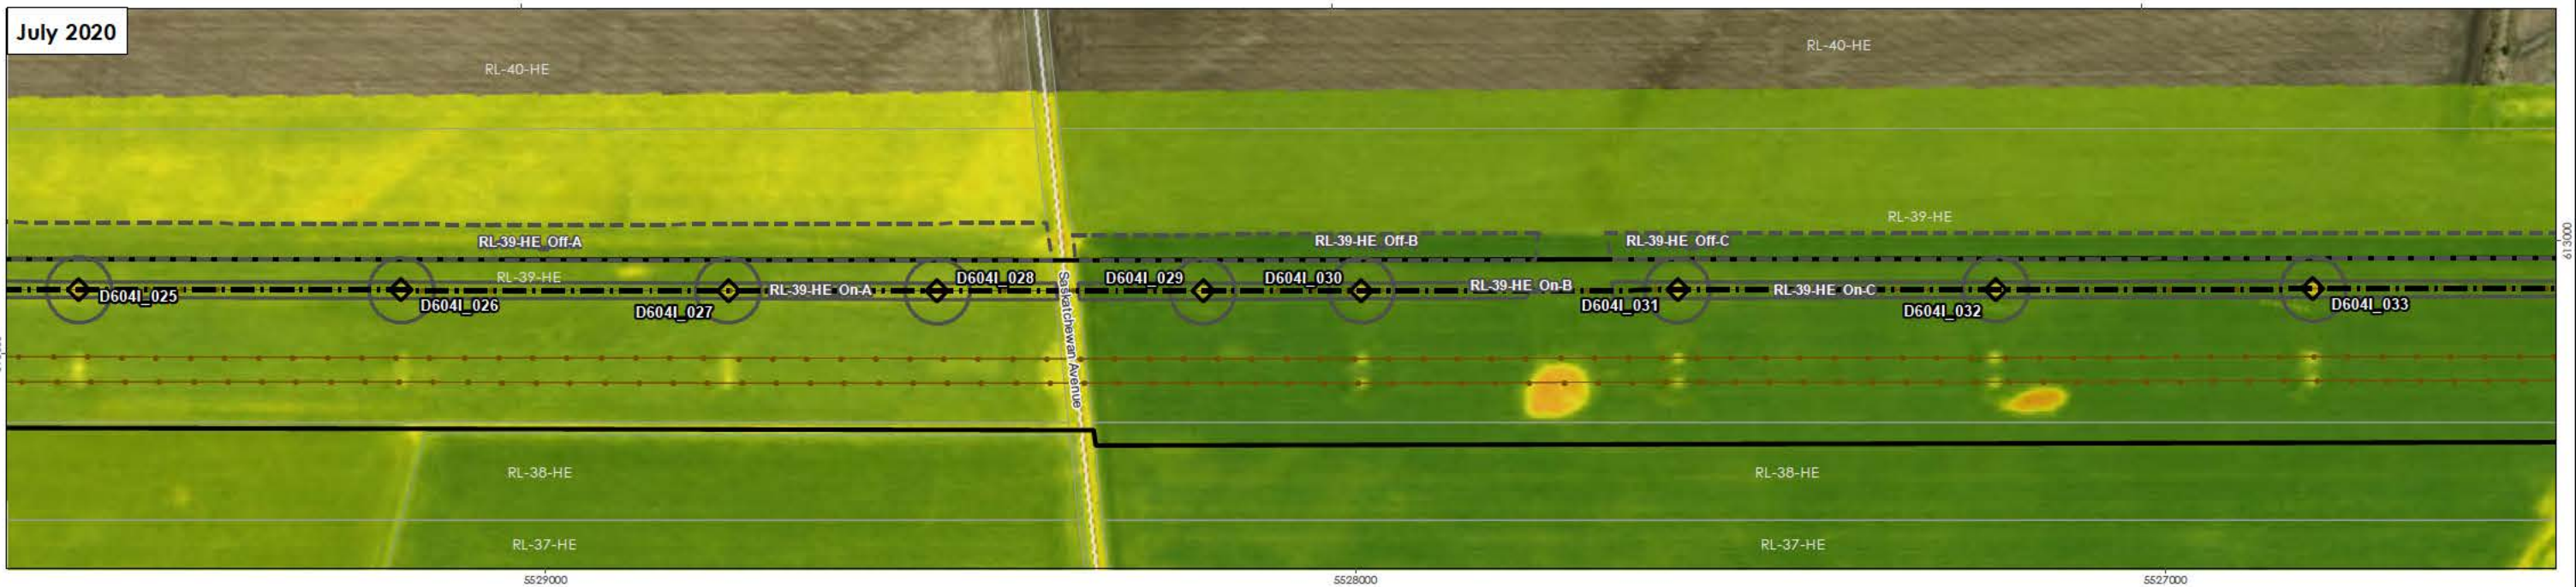 July 2020
RL-40-HE
RL-40-HE
RL-39-HE
RL-39-HE Off-A
RL-39-HE Off-B
RL-39-HE Off-C
613000
RL-39-HE
D604I_028
D604I_029
D604I_030
D604I_025
D604I_026
D604I_027
RL-39-HE On-A
RL-39-HE On-B
RL-39-HE On-C
D604I_031
D604I_032
D604I_033
Saskatchewan Avenue
RL-38-HE
RL-38-HE
RL-37-HE
RL-37-HE
5529000
5528000
5527000